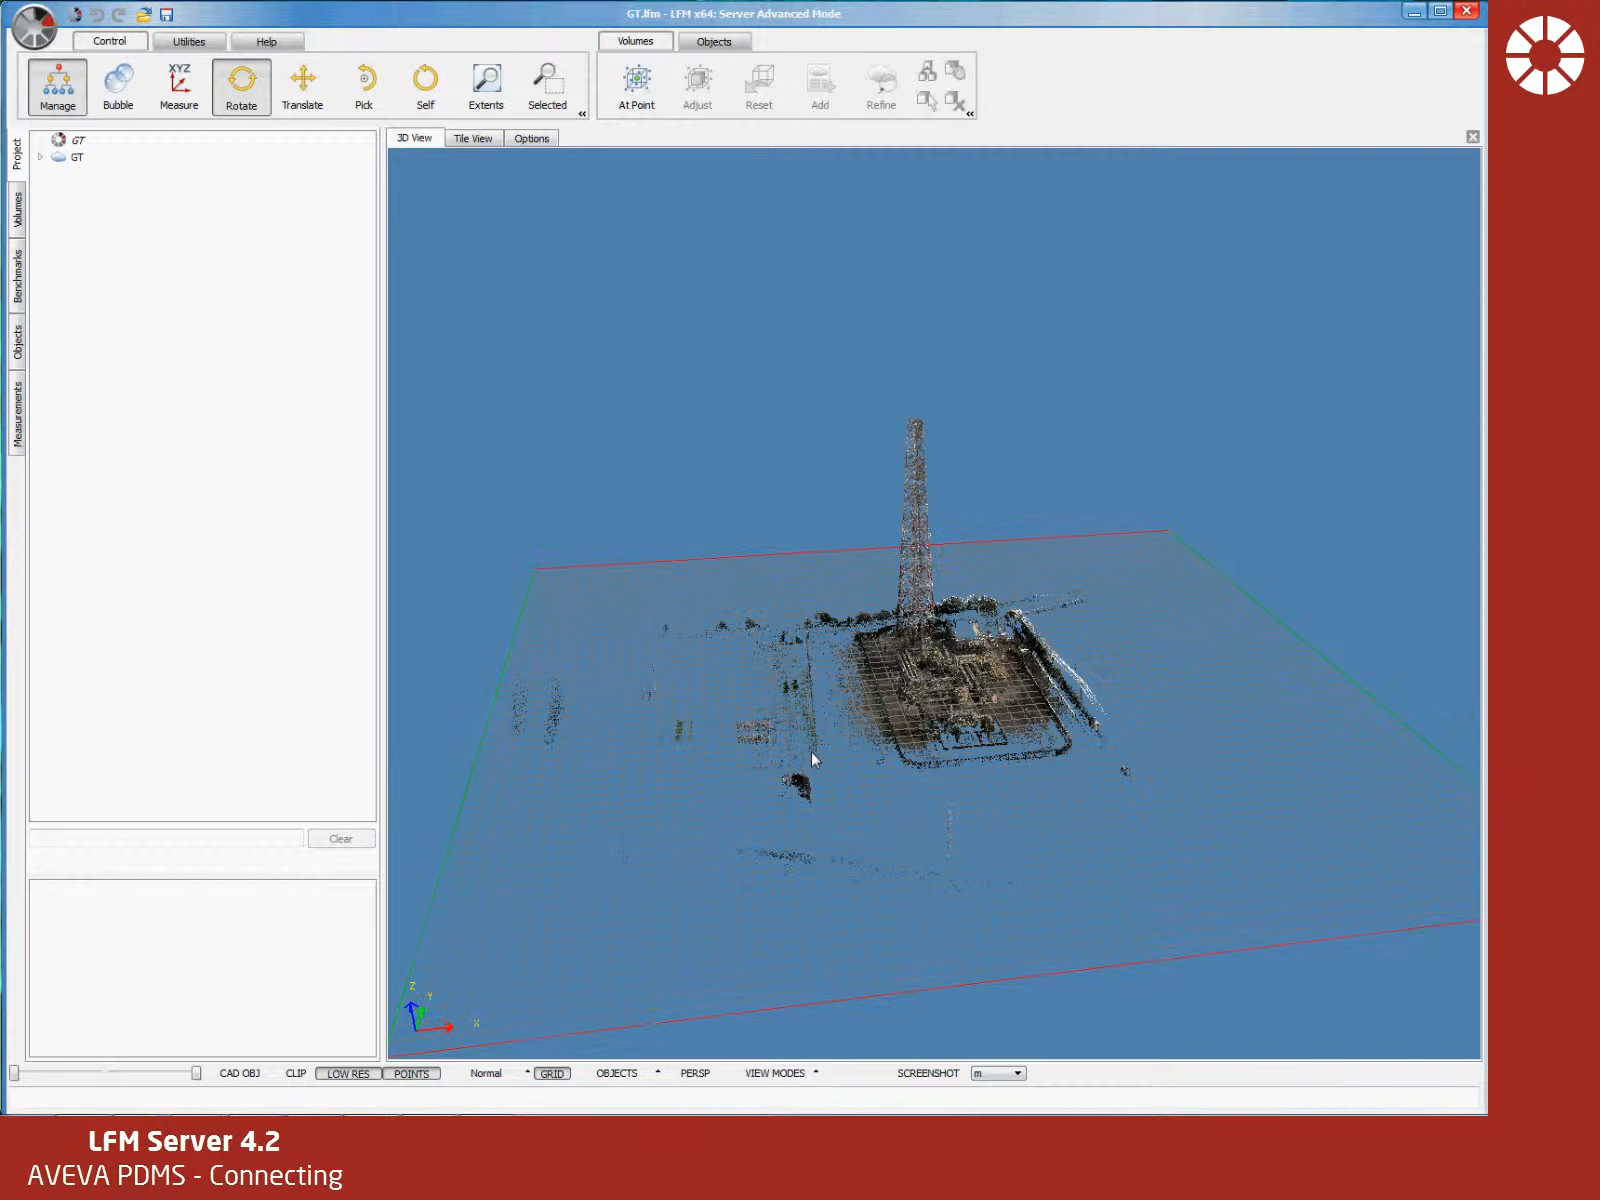 GT.lfm - LFM x64: Server Advanced Mode
Control
Utilities
Help
Volumes
Objects
Manage
Bubble
XYZ
Measure
Rotate
Translate
Pick
Self
Extents
Selected
At Point
Adjust
Reset
Add
Refine
Project
Volumes
Benchmarks
Objects
Measurements
GT
GT
Clear
3D View
Tile View
Options
Z
Y
X
CAD OBJ
CLIP
LOW RES
POINTS
Normal
GRID
OBJECTS
PERSP
VIEW MODES
SCREENSHOT
m
LFM Server 4.2
AVEVA PDMS - Connecting